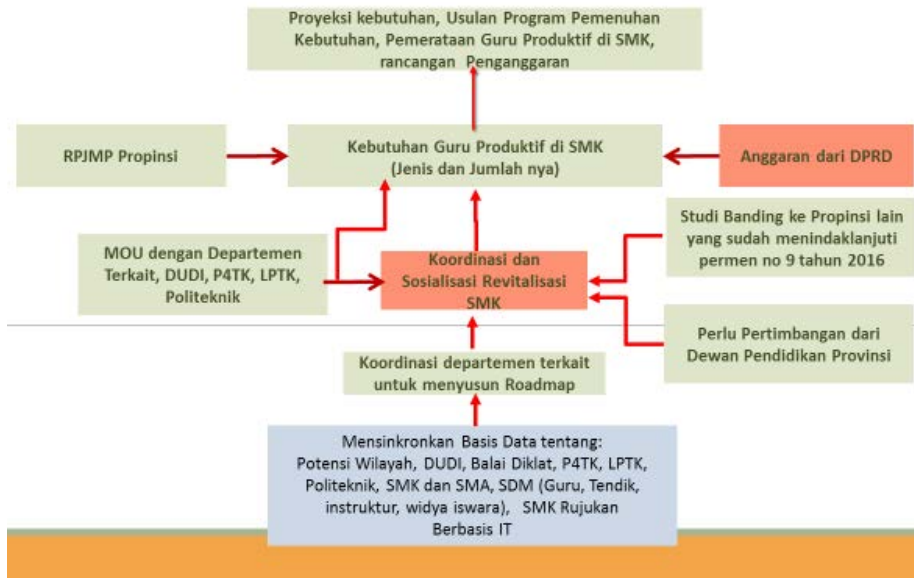 Proyeksi kebutuhan, Usulan Program Pemenuhan
Kebutuhan, Pemerataan Guru Produktif di SMK,
rancangan Penganggaran
RPJMP Propinsi
Kebutuhan Guru Produktif di SMK
(Jenis dan Jumlah nya)
Anggaran dari DPRD
MOU dengan Departemen
Terkait, DUDI, P4TK, LPTK,
Politeknik
Koordinasi dan
Sosialisasi Revitalisasi
SMK
Studi Banding ke Propinsi lain
yang sudah menindaklanjuti
permen no 9 tahun 2016
Perlu Pertimbangan dari
Dewan Pendidikan Provinsi
Koordinasi departemen terkait
untuk menyusun Roadmap
Mensinkronkan Basis Data tentang:
Potensi Wilayah, DUDI, Balai Diklat, P4TK, LPTK,
Politeknik, SMK dan SMA, SDM (Guru, Tendik,
instruktur, widya iswara), SMK Rujukan
Berbasis IT